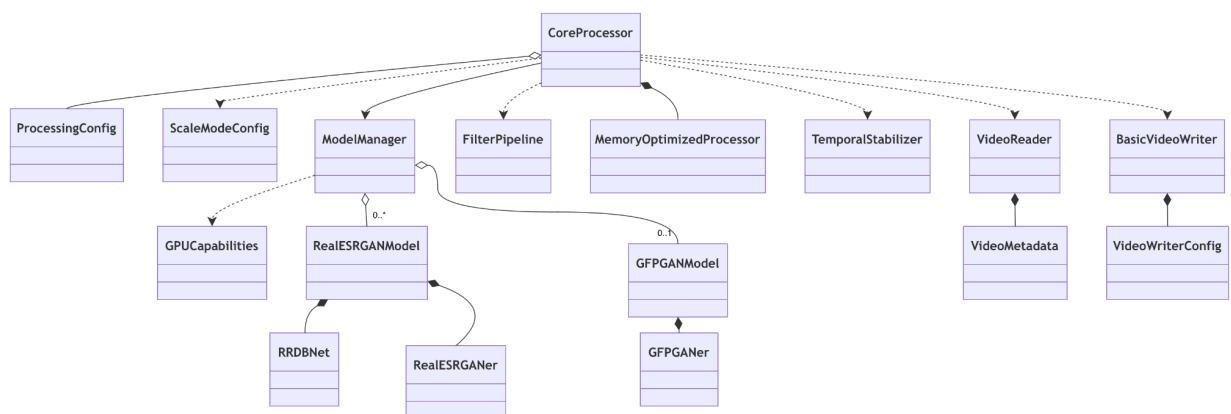 CoreProcessor
ProcessingConfig
ScaleModeConfig
ModelManager
FilterPipeline
MemoryOptimizedProcessor
TemporalStabilizer
VideoReader
BasicVideoWriter
0..*
0..1
GPUCapabilities
RealESRGANModel
GFPGANModel
VideoMetadata
VideoWriterConfig
RRDBNet
RealESRGANer
GFPGANer